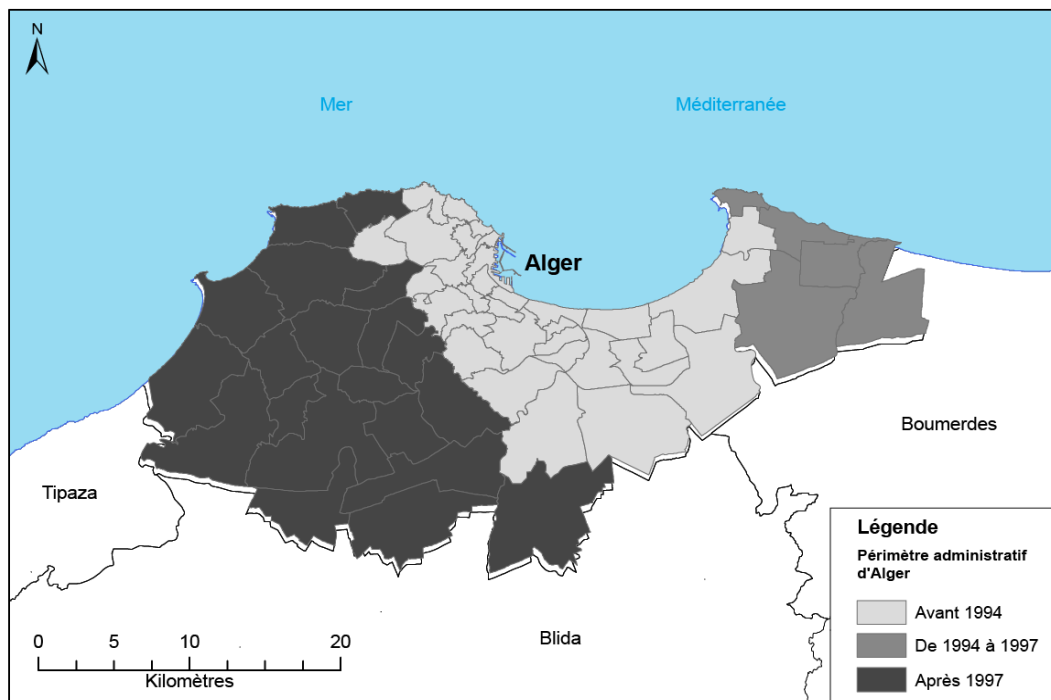 N
Mer
Méditerranée
Alger
Boumerdes
Tipaza
Blida
0 5 10 20
Kilomètres
Légende
Périmètre administratif
d'Alger
Avant 1994
De 1994 à 1997
Après 1997